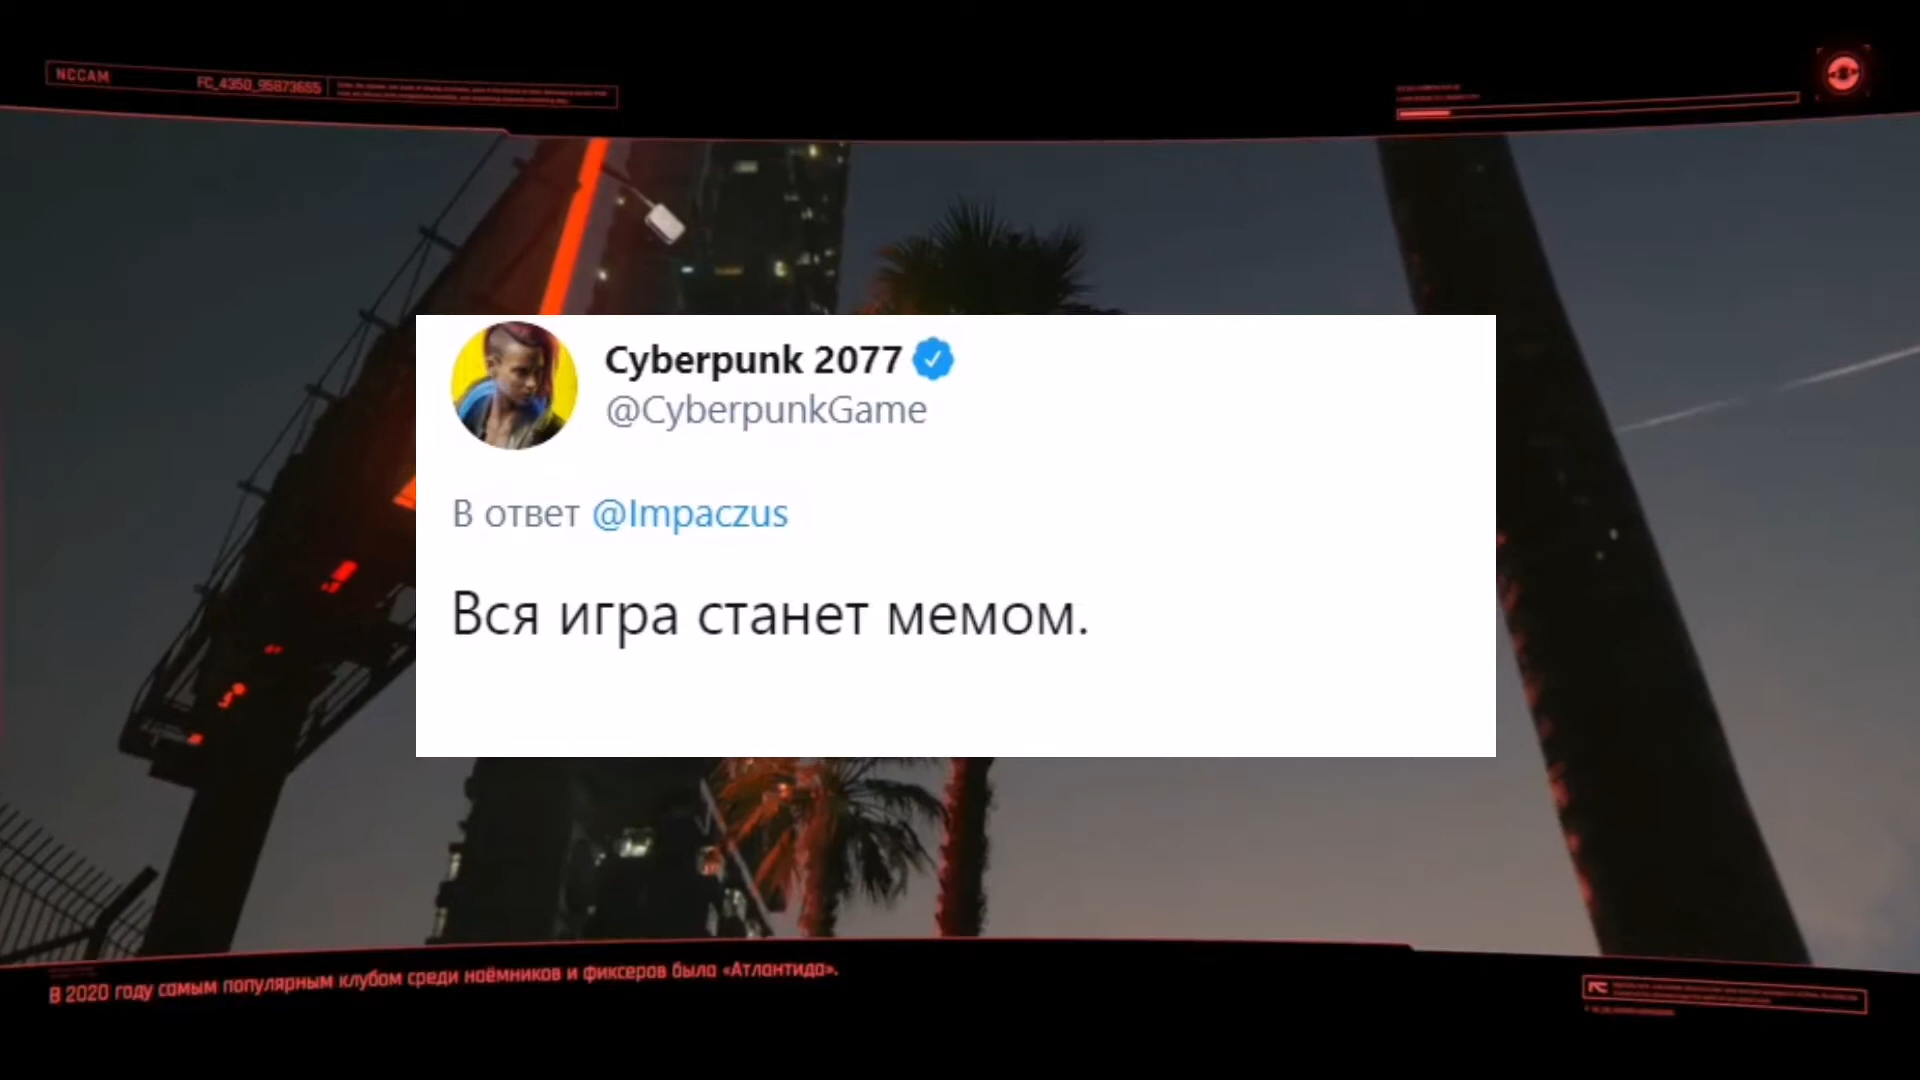 NCCAM
FC_4350_95873655
Cyberpunk 2077
@CyberpunkGame
В ответ @Impaczus
Вся игра станет мемом.
В 2020 году самым популярным клубом среди наёмников и фиксеров была «Атлантида».